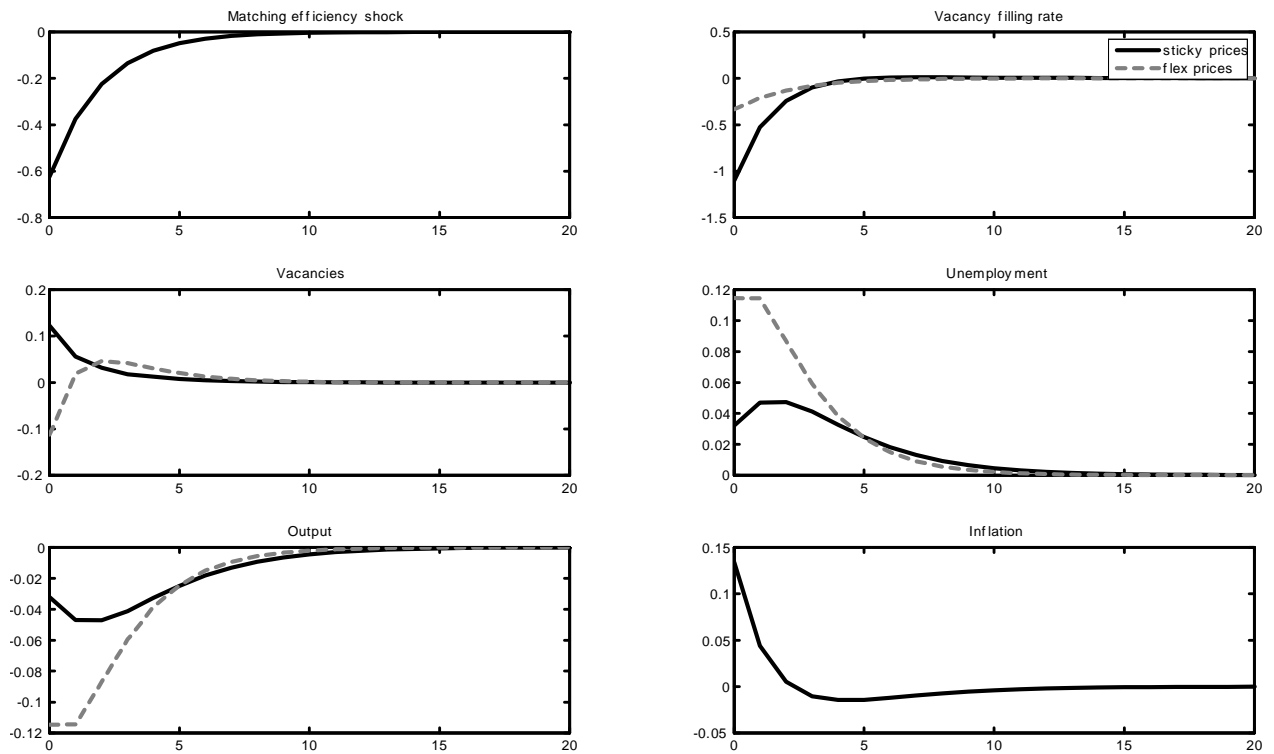 Matching efficiency shock
0
-0.2
-0.4
-0.6
-0.8
0 5 10 15 20
Vacancy filling rate
0.5
0
-0.5
-1
-1.5
0 5 10 15 20
sticky prices
flex prices
Vacancies
0.2
0.1
0
-0.1
-0.2
0 5 10 15 20
Unemployment
0.12
0.1
0.08
0.06
0.04
0.02
0
0 5 10 15 20
Output
0
-0.02
-0.04
-0.06
-0.08
-0.1
-0.12
0 5 10 15 20
Inflation
0.15
0.1
0.05
0
-0.05
0 5 10 15 20